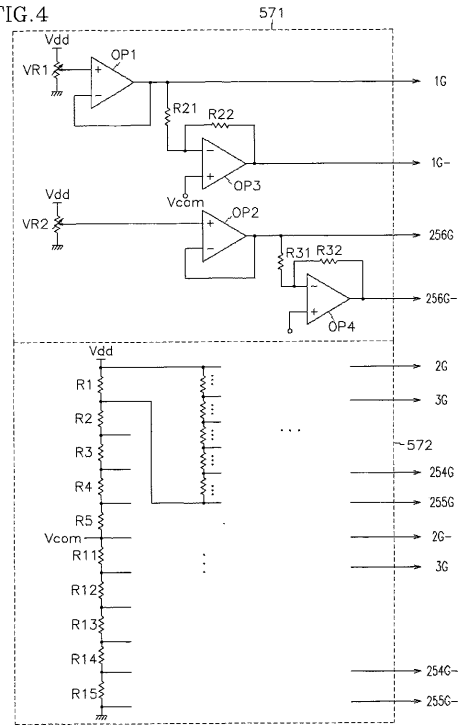 FIG.4
571
Vdd
VR1
OP1
1G
R21
R22
1G-
Vcom
OP3
Vdd
VR2
OP2
256G
R31
R32
256G-
OP4
Vdd
2G
R1
3G
R2
572
R3
R4
254G
255G
R5
Vcom
2G-
R11
3G
R12
R13
R14
254G-
R15
255G-